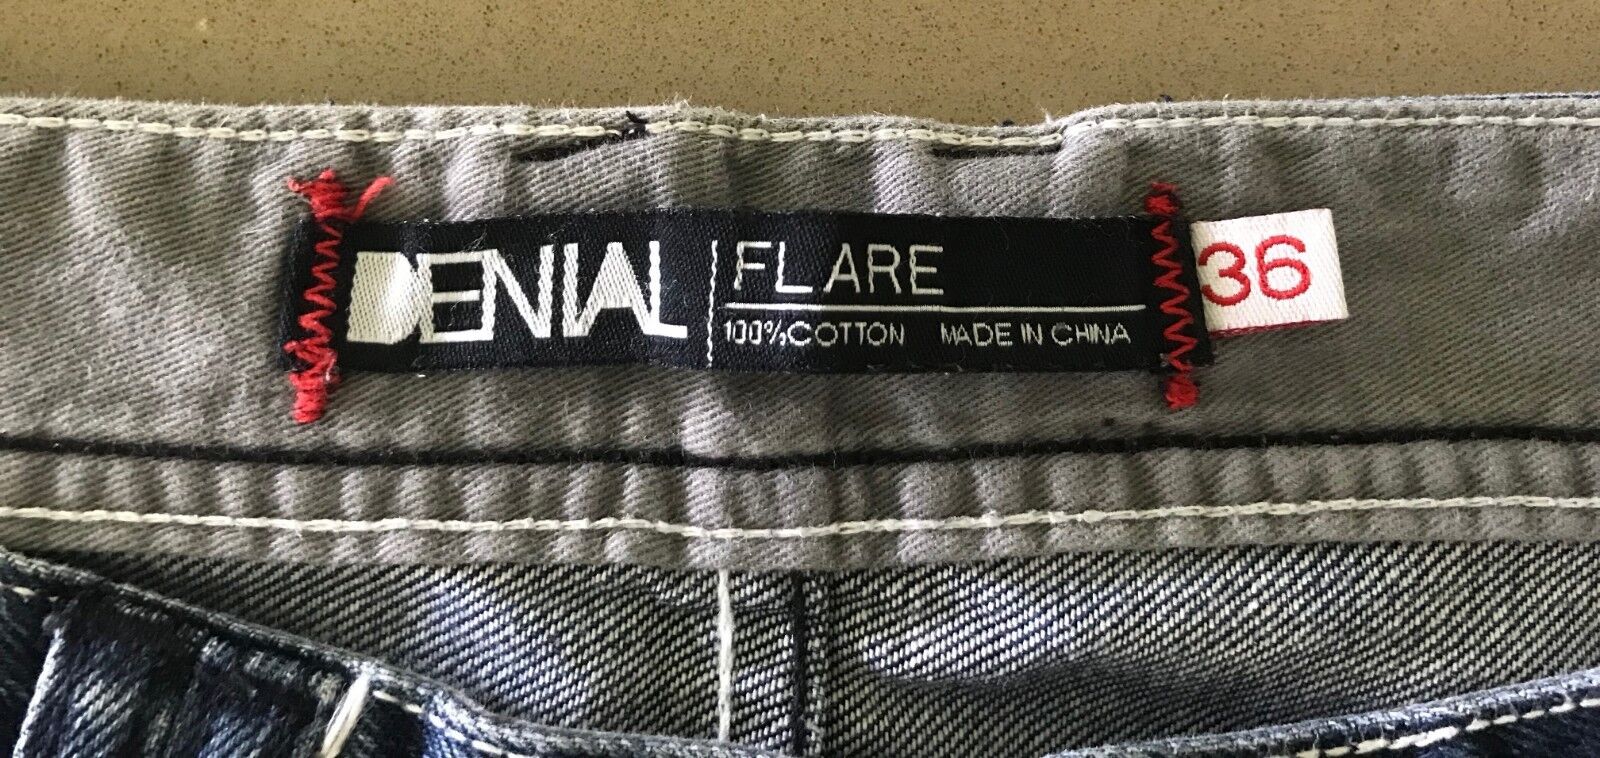 DENIAL
FLARE
100% COTTON MADE IN CHINA
36